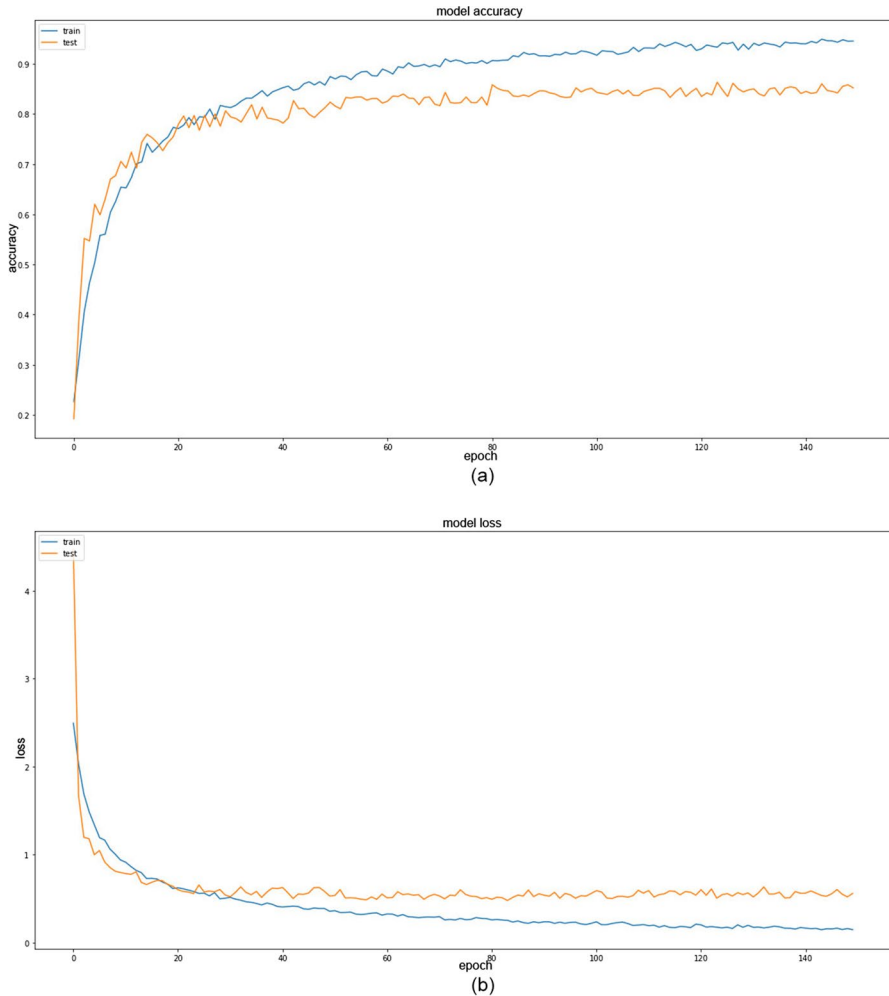 model accuracy
train
test
0.9
0.8
0.7
0.6
0.5
0.4
0.3
0.2
accuracy
0 20 40 60 80 100 120 140
epoch
(a)
model loss
train
test
4
3
2
1
0
loss
0 20 40 60 80 100 120 140
epoch
(b)